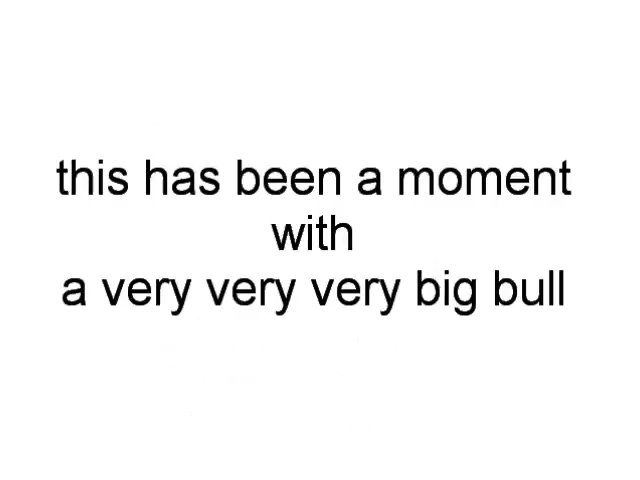 this has been a moment
with
a very very very big bull